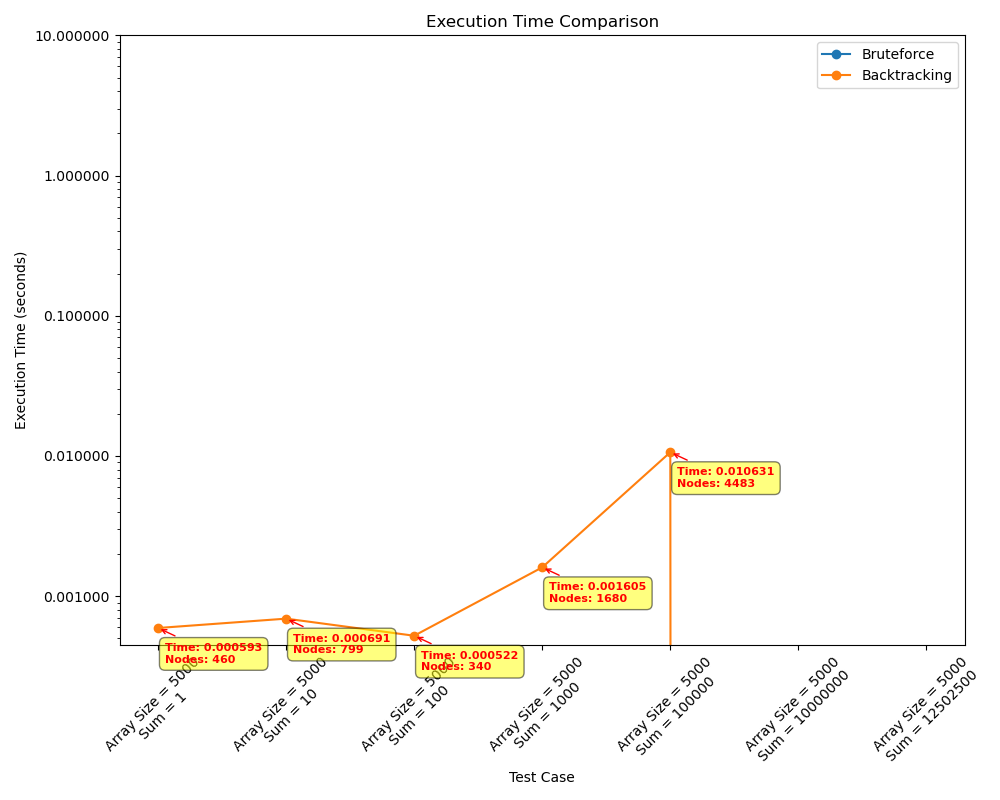 Execution Time Comparison
Bruteforce
Backtracking
Execution Time (seconds)
10.000000
1.000000
0.100000
0.010000
0.001000
Time: 0.000593
Nodes: 460
Time: 0.000691
Nodes: 799
Time: 0.000522
Nodes: 340
Time: 0.001605
Nodes: 1680
Time: 0.010631
Nodes: 4483
Array Size = 5000
Sum = 1
Array Size = 5000
Sum = 10
Array Size = 5000
Sum = 100
Array Size = 5000
Sum = 1000
Array Size = 5000
Sum = 100000
Array Size = 5000
Sum = 10000000
Array Size = 5000
Sum = 12502500
Test Case